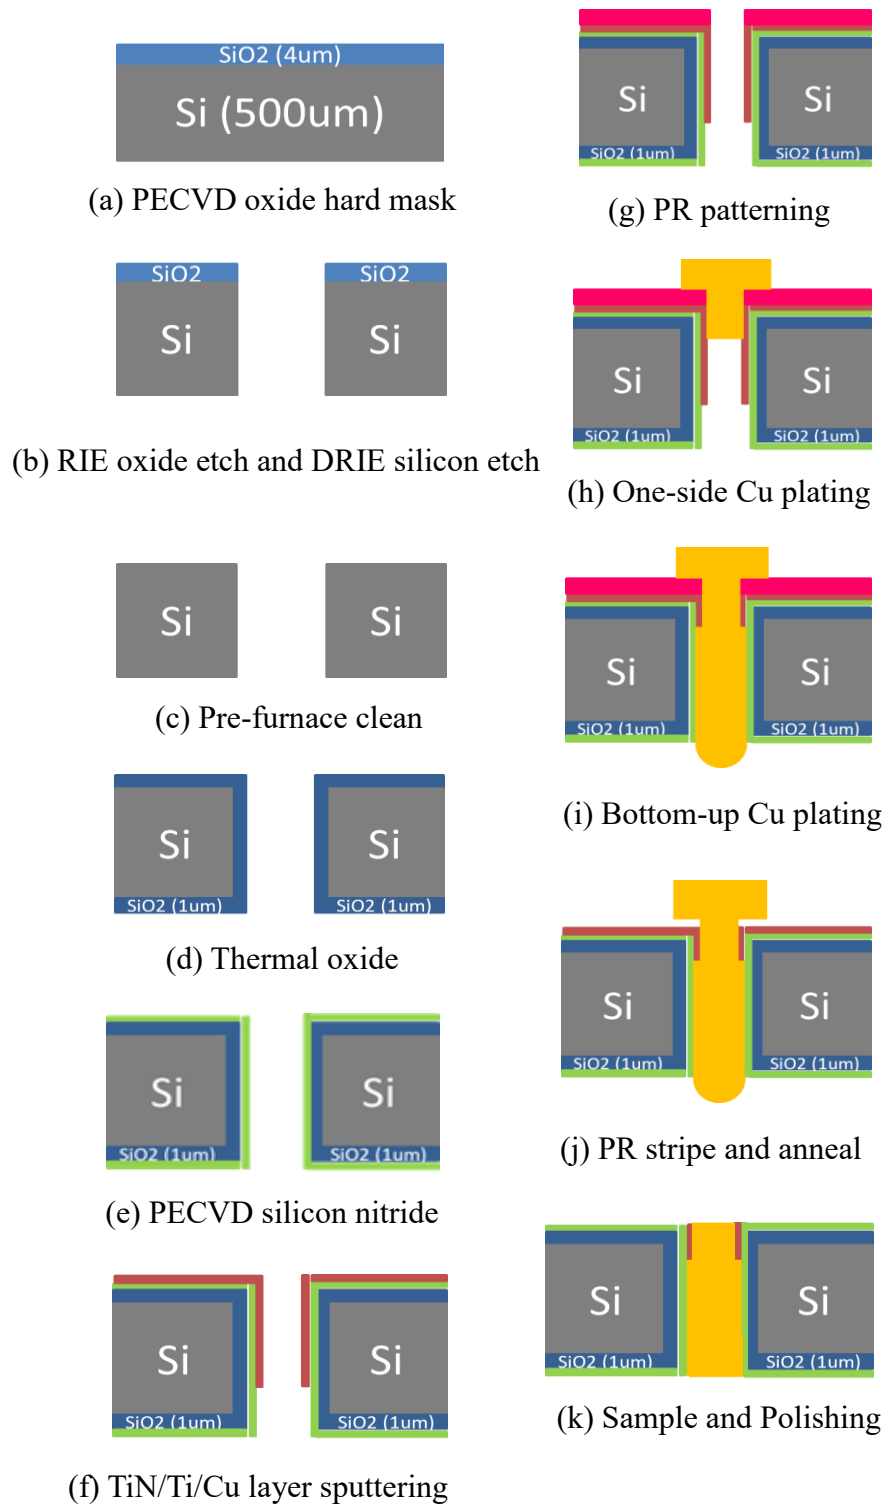 SiO2 (4um)
Si (500um)
(a) PECVD oxide hard mask
SiO2 SiO2
Si Si
(b) RIE oxide etch and DRIE silicon etch
Si Si
(c) Pre-furnace clean
Si Si
SiO2 (1um) SiO2 (1um)
(d) Thermal oxide
Si Si
SiO2 (1um) SiO2 (1um)
(e) PECVD silicon nitride
Si Si
SiO2 (1um) SiO2 (1um)
(f) TiN/Ti/Cu layer sputtering
Si Si
SiO2 (1um) SiO2 (1um)
(g) PR patterning
Si Si
SiO2 (1um) SiO2 (1um)
(h) One-side Cu plating
Si Si
SiO2 (1um) SiO2 (1um)
(i) Bottom-up Cu plating
Si Si
SiO2 (1um) SiO2 (1um)
(j) PR stripe and anneal
Si Si
SiO2 (1um) SiO2 (1um)
(k) Sample and Polishing